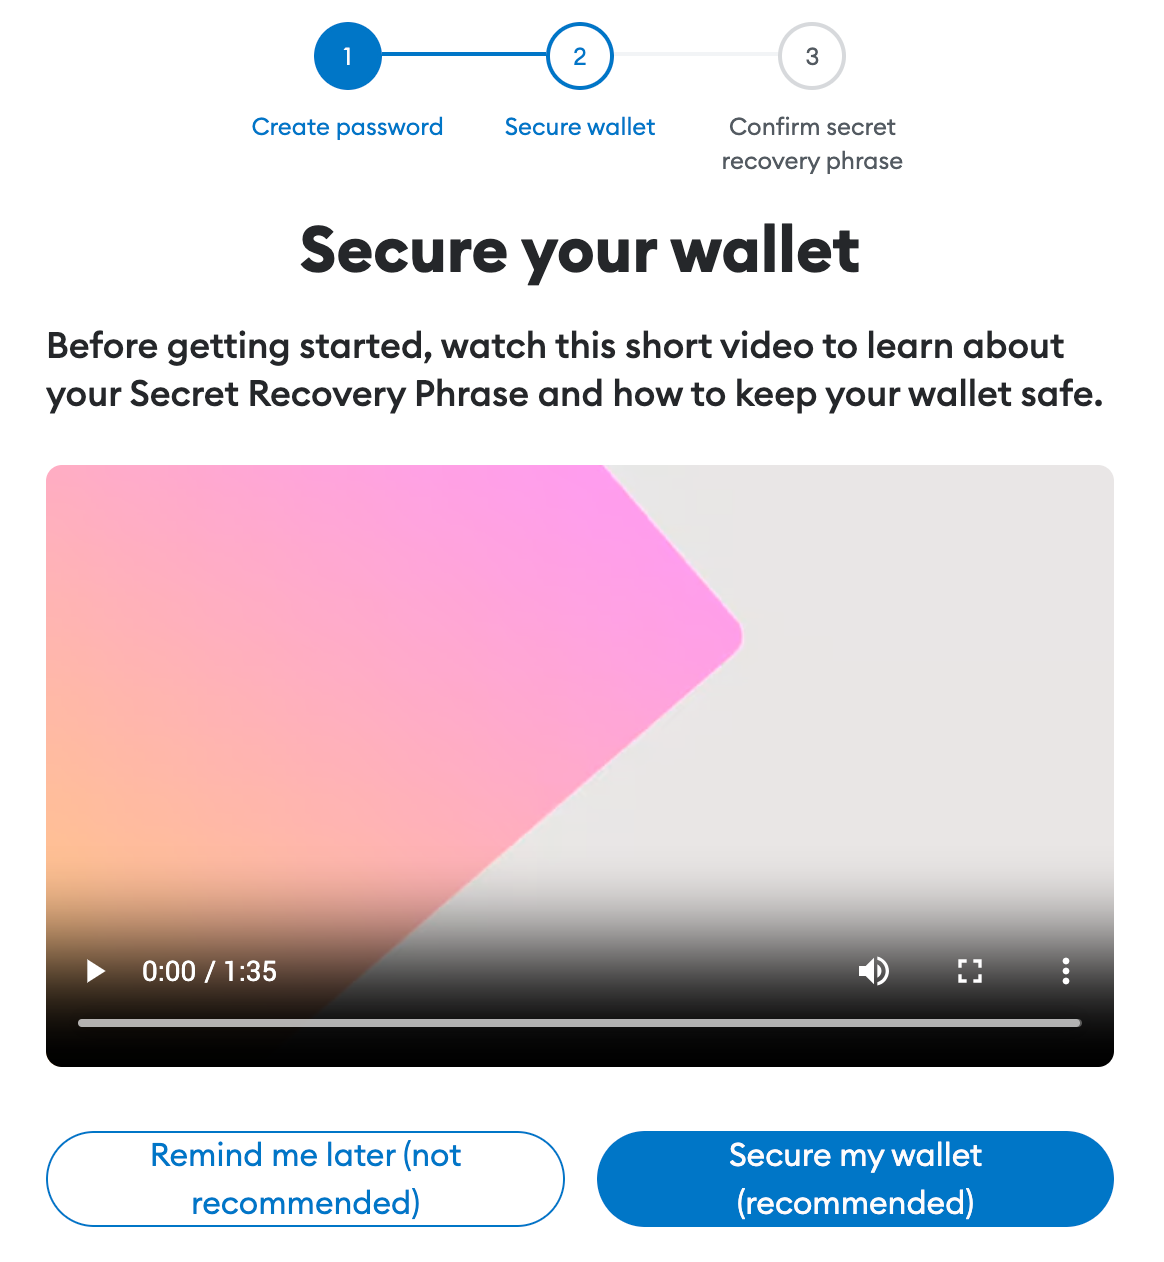 1
2
3
Create password
Secure wallet
Confirm secret
recovery phrase
Secure your wallet
Before getting started, watch this short video to learn about
your Secret Recovery Phrase and how to keep your wallet safe.
0:00 / 1:35
Remind me later (not
recommended)
Secure my wallet
(recommended)